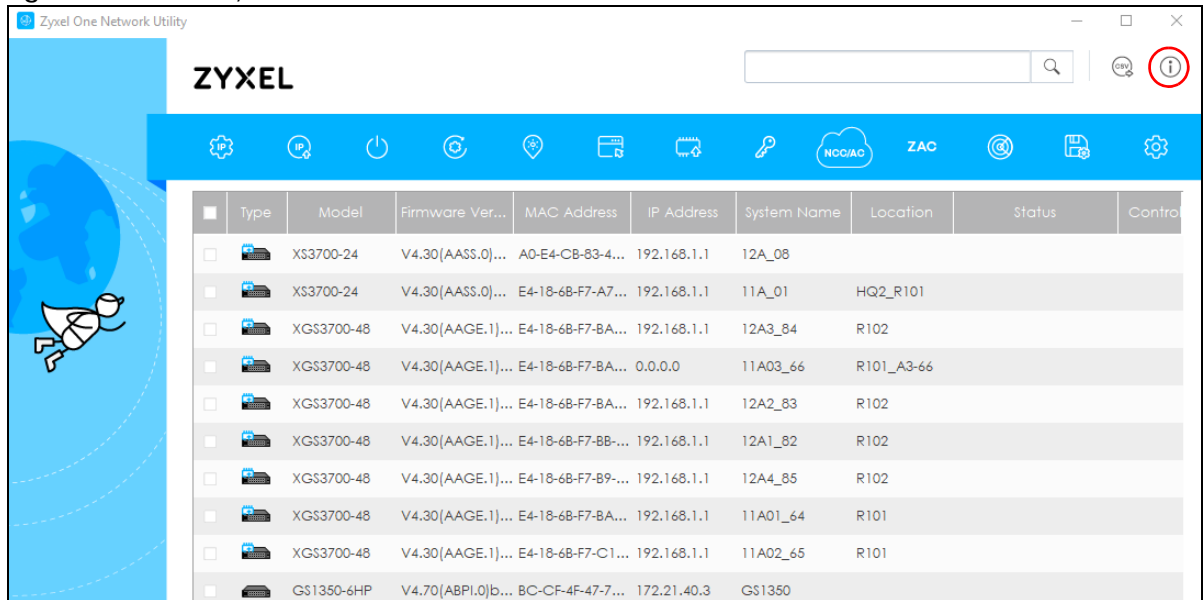 Zyxel One Network Utility
ZYXEL
CSV
IP IP NCC/AC ZAC
Type Model Firmware Ver... MAC Address IP Address System Name Location Status Control
XS3700-24 V4.30(AASS.0)... A0-E4-CB-83-4... 192.168.1.1 12A_08
XS3700-24 V4.30(AASS.0)... E4-18-6B-F7-A7... 192.168.1.1 11A_01 HQ2_R101
XGS3700-48 V4.30(AAGE.1)... E4-18-6B-F7-BA... 192.168.1.1 12A3_84 R102
XGS3700-48 V4.30(AAGE.1)... E4-18-6B-F7-BA... 0.0.0.0 11A03_66 R101_A3-66
XGS3700-48 V4.30(AAGE.1)... E4-18-6B-F7-BA... 192.168.1.1 12A2_83 R102
XGS3700-48 V4.30(AAGE.1)... E4-18-6B-F7-BB-... 192.168.1.1 12A1_82 R102
XGS3700-48 V4.30(AAGE.1)... E4-18-6B-F7-B9-... 192.168.1.1 12A4_85 R102
XGS3700-48 V4.30(AAGE.1)... E4-18-6B-F7-BA... 192.168.1.1 11A01_64 R101
XGS3700-48 V4.30(AAGE.1)... E4-18-6B-F7-C1... 192.168.1.1 11A02_65 R101
GS1350-6HP V4.70(ABPI.0)b... BC-CF-4F-47-7... 172.21.40.3 GS1350